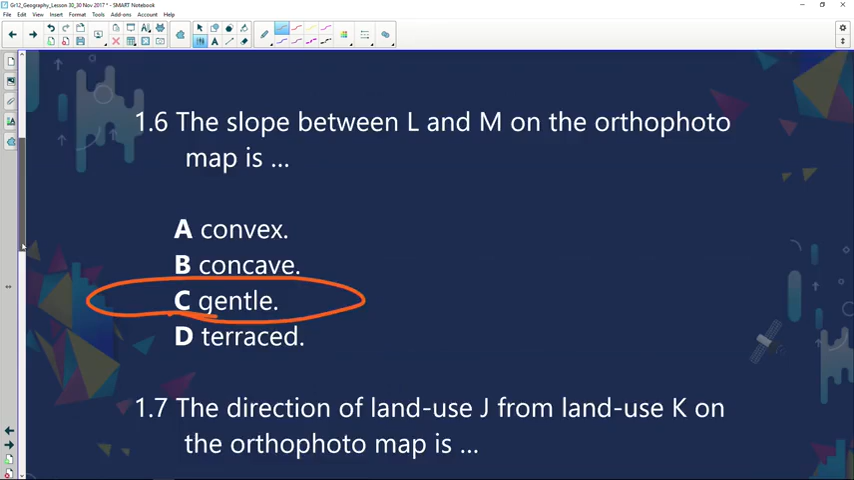 Gr12_Geography_Lesson 30_30 Nov 2017 * - SMART Notebook
File Edit View Insert Format Tools Add-ons Account Help
1.6 The slope between L and M on the orthophoto
map is ...
A convex.
B concave.
C gentle.
D terraced.
1.7 The direction of land-use J from land-use K on
the orthophoto map is ...